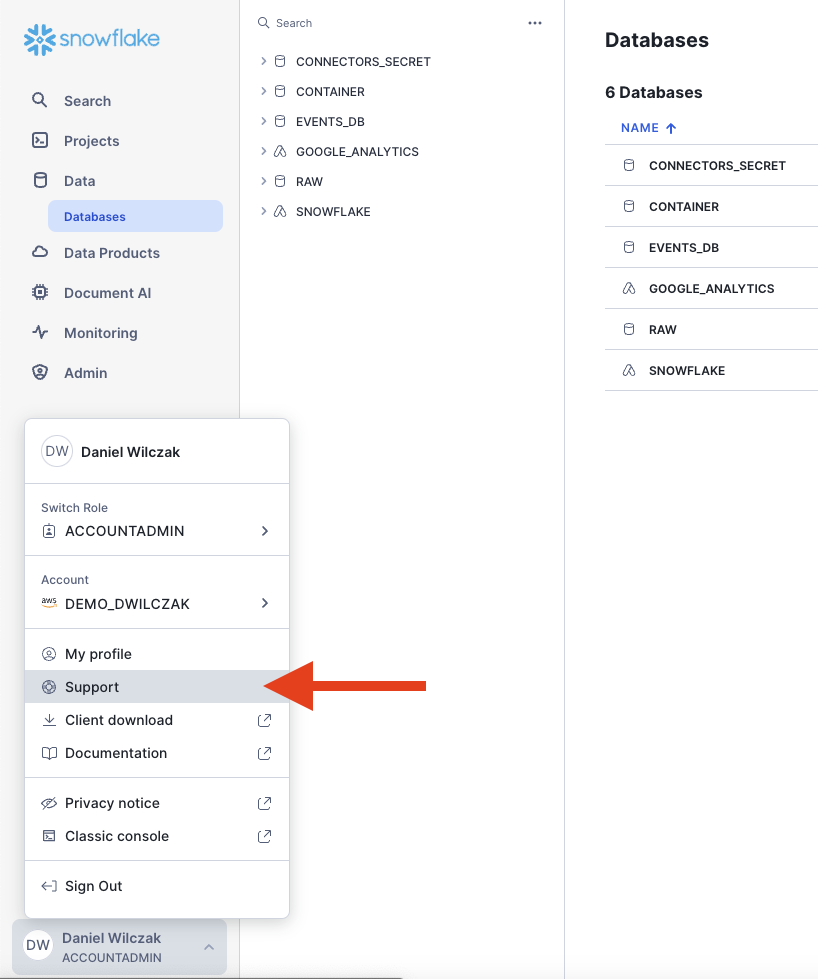 snowflake
Search
Projects
Data
Databases
Data Products
Document AI
Monitoring
Admin
DW
Daniel Wilczak
Switch Role
ACCOUNTADMIN
Account
aws
DEMO_DWILCZAK
My profile
Support
Client download
Documentation
Privacy notice
Classic console
Sign Out
DW
Daniel Wilczak
ACCOUNTADMIN
Search
CONNECTORS_SECRET
CONTAINER
EVENTS_DB
GOOGLE_ANALYTICS
RAW
SNOWFLAKE
Databases
6 Databases
NAME
CONNECTORS_SECRET
CONTAINER
EVENTS_DB
GOOGLE_ANALYTICS
RAW
SNOWFLAKE